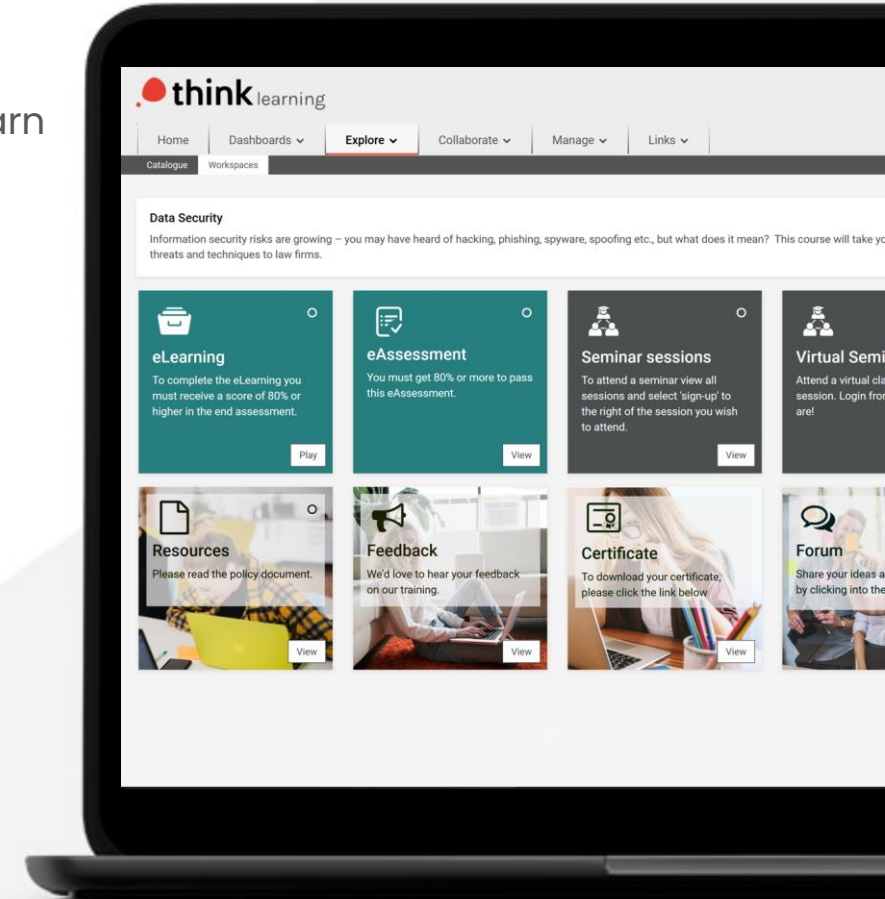 arn
think learning
Home Dashboards Explore Collaborate Manage Links
Catalogue Workspaces
Data Security
Information security risks are growing – you may have heard of hacking, phishing, spyware, spoofing etc., but what does it mean? This course will take yo
threats and techniques to law firms.
eLearning
To complete the eLearning you
must receive a score of 80% or
higher in the end assessment.
Play
eAssessment
You must get 80% or more to pass
this eAssessment.
View
Seminar sessions
To attend a seminar view all
sessions and select 'sign-up' to
the right of the session you wish
to attend.
View
Virtual Semi
Attend a virtual cla
session. Login fron
are!
Resources
Please read the policy document.
View
Feedback
We'd love to hear your feedback
on our training.
View
Certificate
To download your certificate,
please click the link below
View
Forum
Share your ideas a
by clicking into the